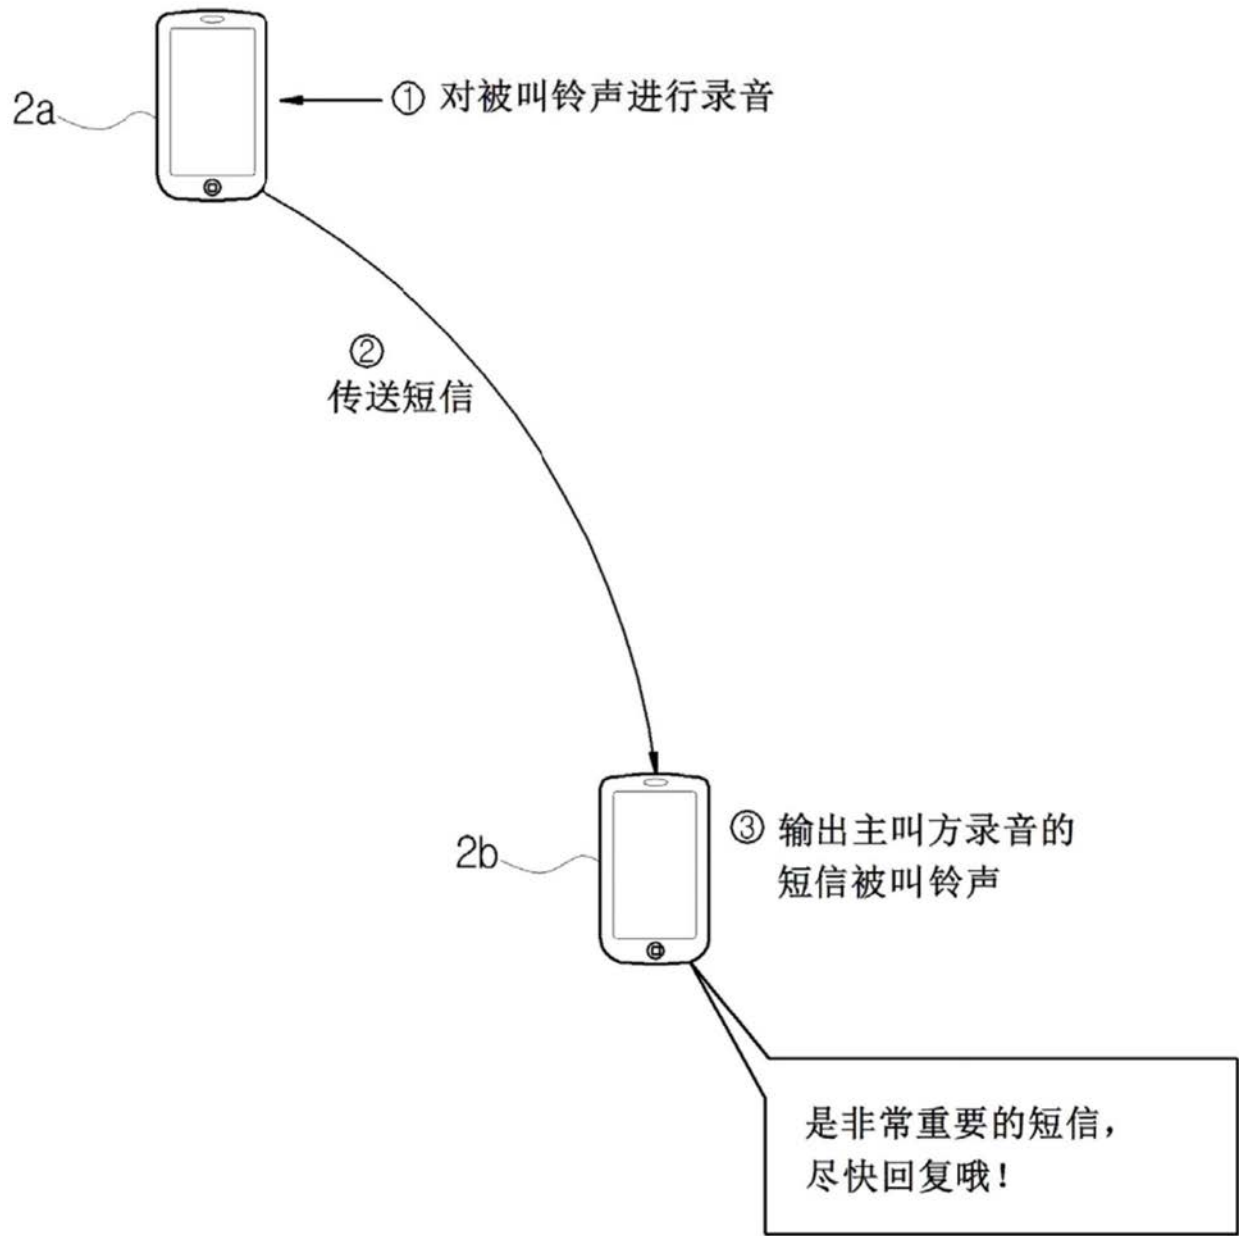 2a
① 对被叫铃声进行录音
②
传送短信
2b
③ 输出主叫方录音的
短信被叫铃声
是非常重要的短信，
尽快回复哦！